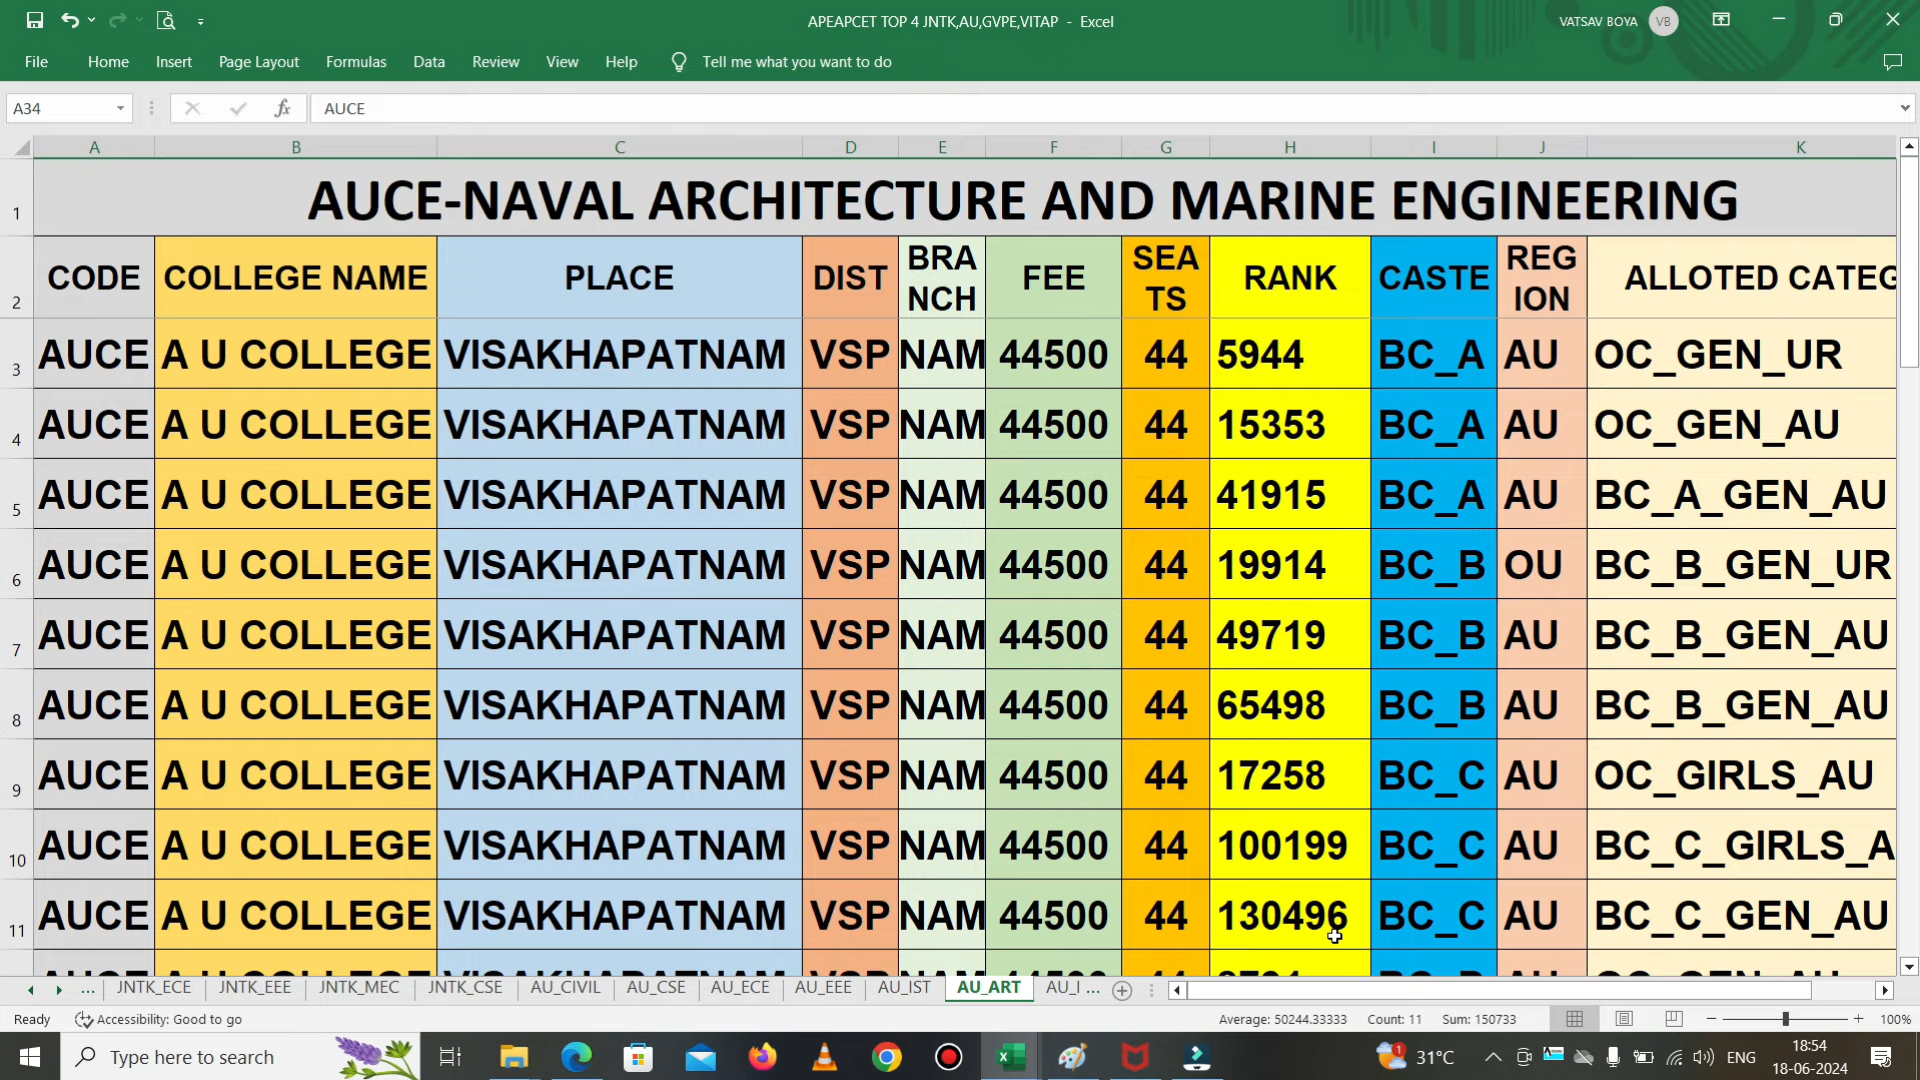 APEAPCET TOP 4 JNTK,AU,GVPE,VITAP - Excel
VATSAV BOYA VB
File Home Insert Page Layout Formulas Data Review View Help Tell me what you want to do
A34 fx AUCE
A B C D E F G H I J K
1 AUCE-NAVAL ARCHITECTURE AND MARINE ENGINEERING
2 CODE COLLEGE NAME PLACE DIST BRA NCH FEE SEA TS RANK CASTE REG ION ALLOTED CATEG
3 AUCE A U COLLEGE VISAKHAPATNAM VSP NAM 44500 44 5944 BC_A AU OC_GEN_UR
4 AUCE A U COLLEGE VISAKHAPATNAM VSP NAM 44500 44 15353 BC_A AU OC_GEN_AU
5 AUCE A U COLLEGE VISAKHAPATNAM VSP NAM 44500 44 41915 BC_A AU BC_A_GEN_AU
6 AUCE A U COLLEGE VISAKHAPATNAM VSP NAM 44500 44 19914 BC_B OU BC_B_GEN_UR
7 AUCE A U COLLEGE VISAKHAPATNAM VSP NAM 44500 44 49719 BC_B AU BC_B_GEN_AU
8 AUCE A U COLLEGE VISAKHAPATNAM VSP NAM 44500 44 65498 BC_B AU BC_B_GEN_AU
9 AUCE A U COLLEGE VISAKHAPATNAM VSP NAM 44500 44 17258 BC_C AU OC_GIRLS_AU
10 AUCE A U COLLEGE VISAKHAPATNAM VSP NAM 44500 44 100199 BC_C AU BC_C_GIRLS_A
11 AUCE A U COLLEGE VISAKHAPATNAM VSP NAM 44500 44 130496 BC_C AU BC_C_GEN_AU
... JNTK_ECE JNTK_EEE JNTK_MEC JNTK_CSE AU_CIVIL AU_CSE AU_ECE AU_EEE AU_IST AU_ART AU_I ...
Ready Accessibility: Good to go Average: 50244.33333 Count: 11 Sum: 150733 100%
Type here to search 31°C ENG 18:54
18-06-2024